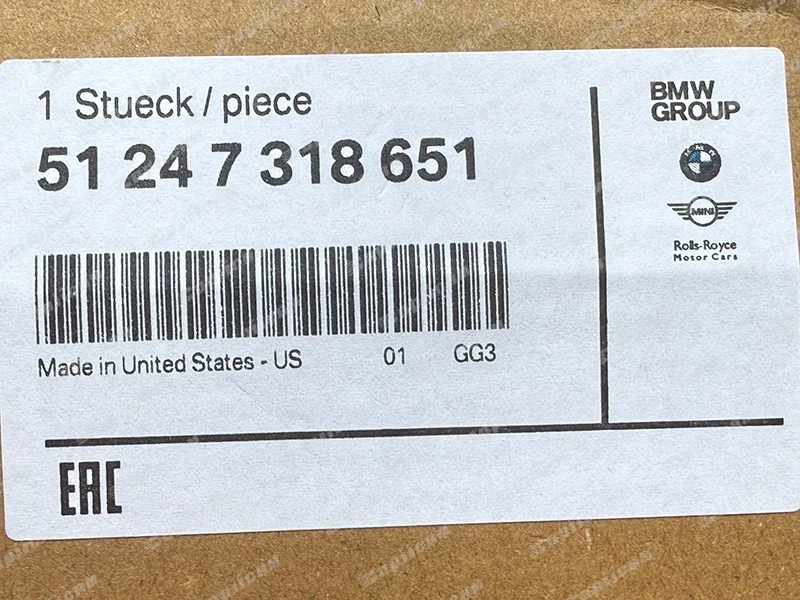 1 Stueck / piece
51 24 7 318 651
Made in United States - US 01 GG3
EAC
BMW
GROUP
MINI
Rolls-Royce
Motor Cars